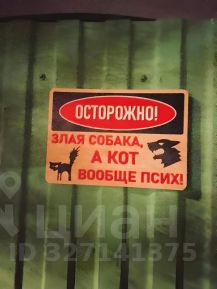 ОСТОРОЖНО!
ЗЛАЯ СОБАКА,
А КОТ
ВООБЩЕ ПСИХ!
циан
ID 327141375